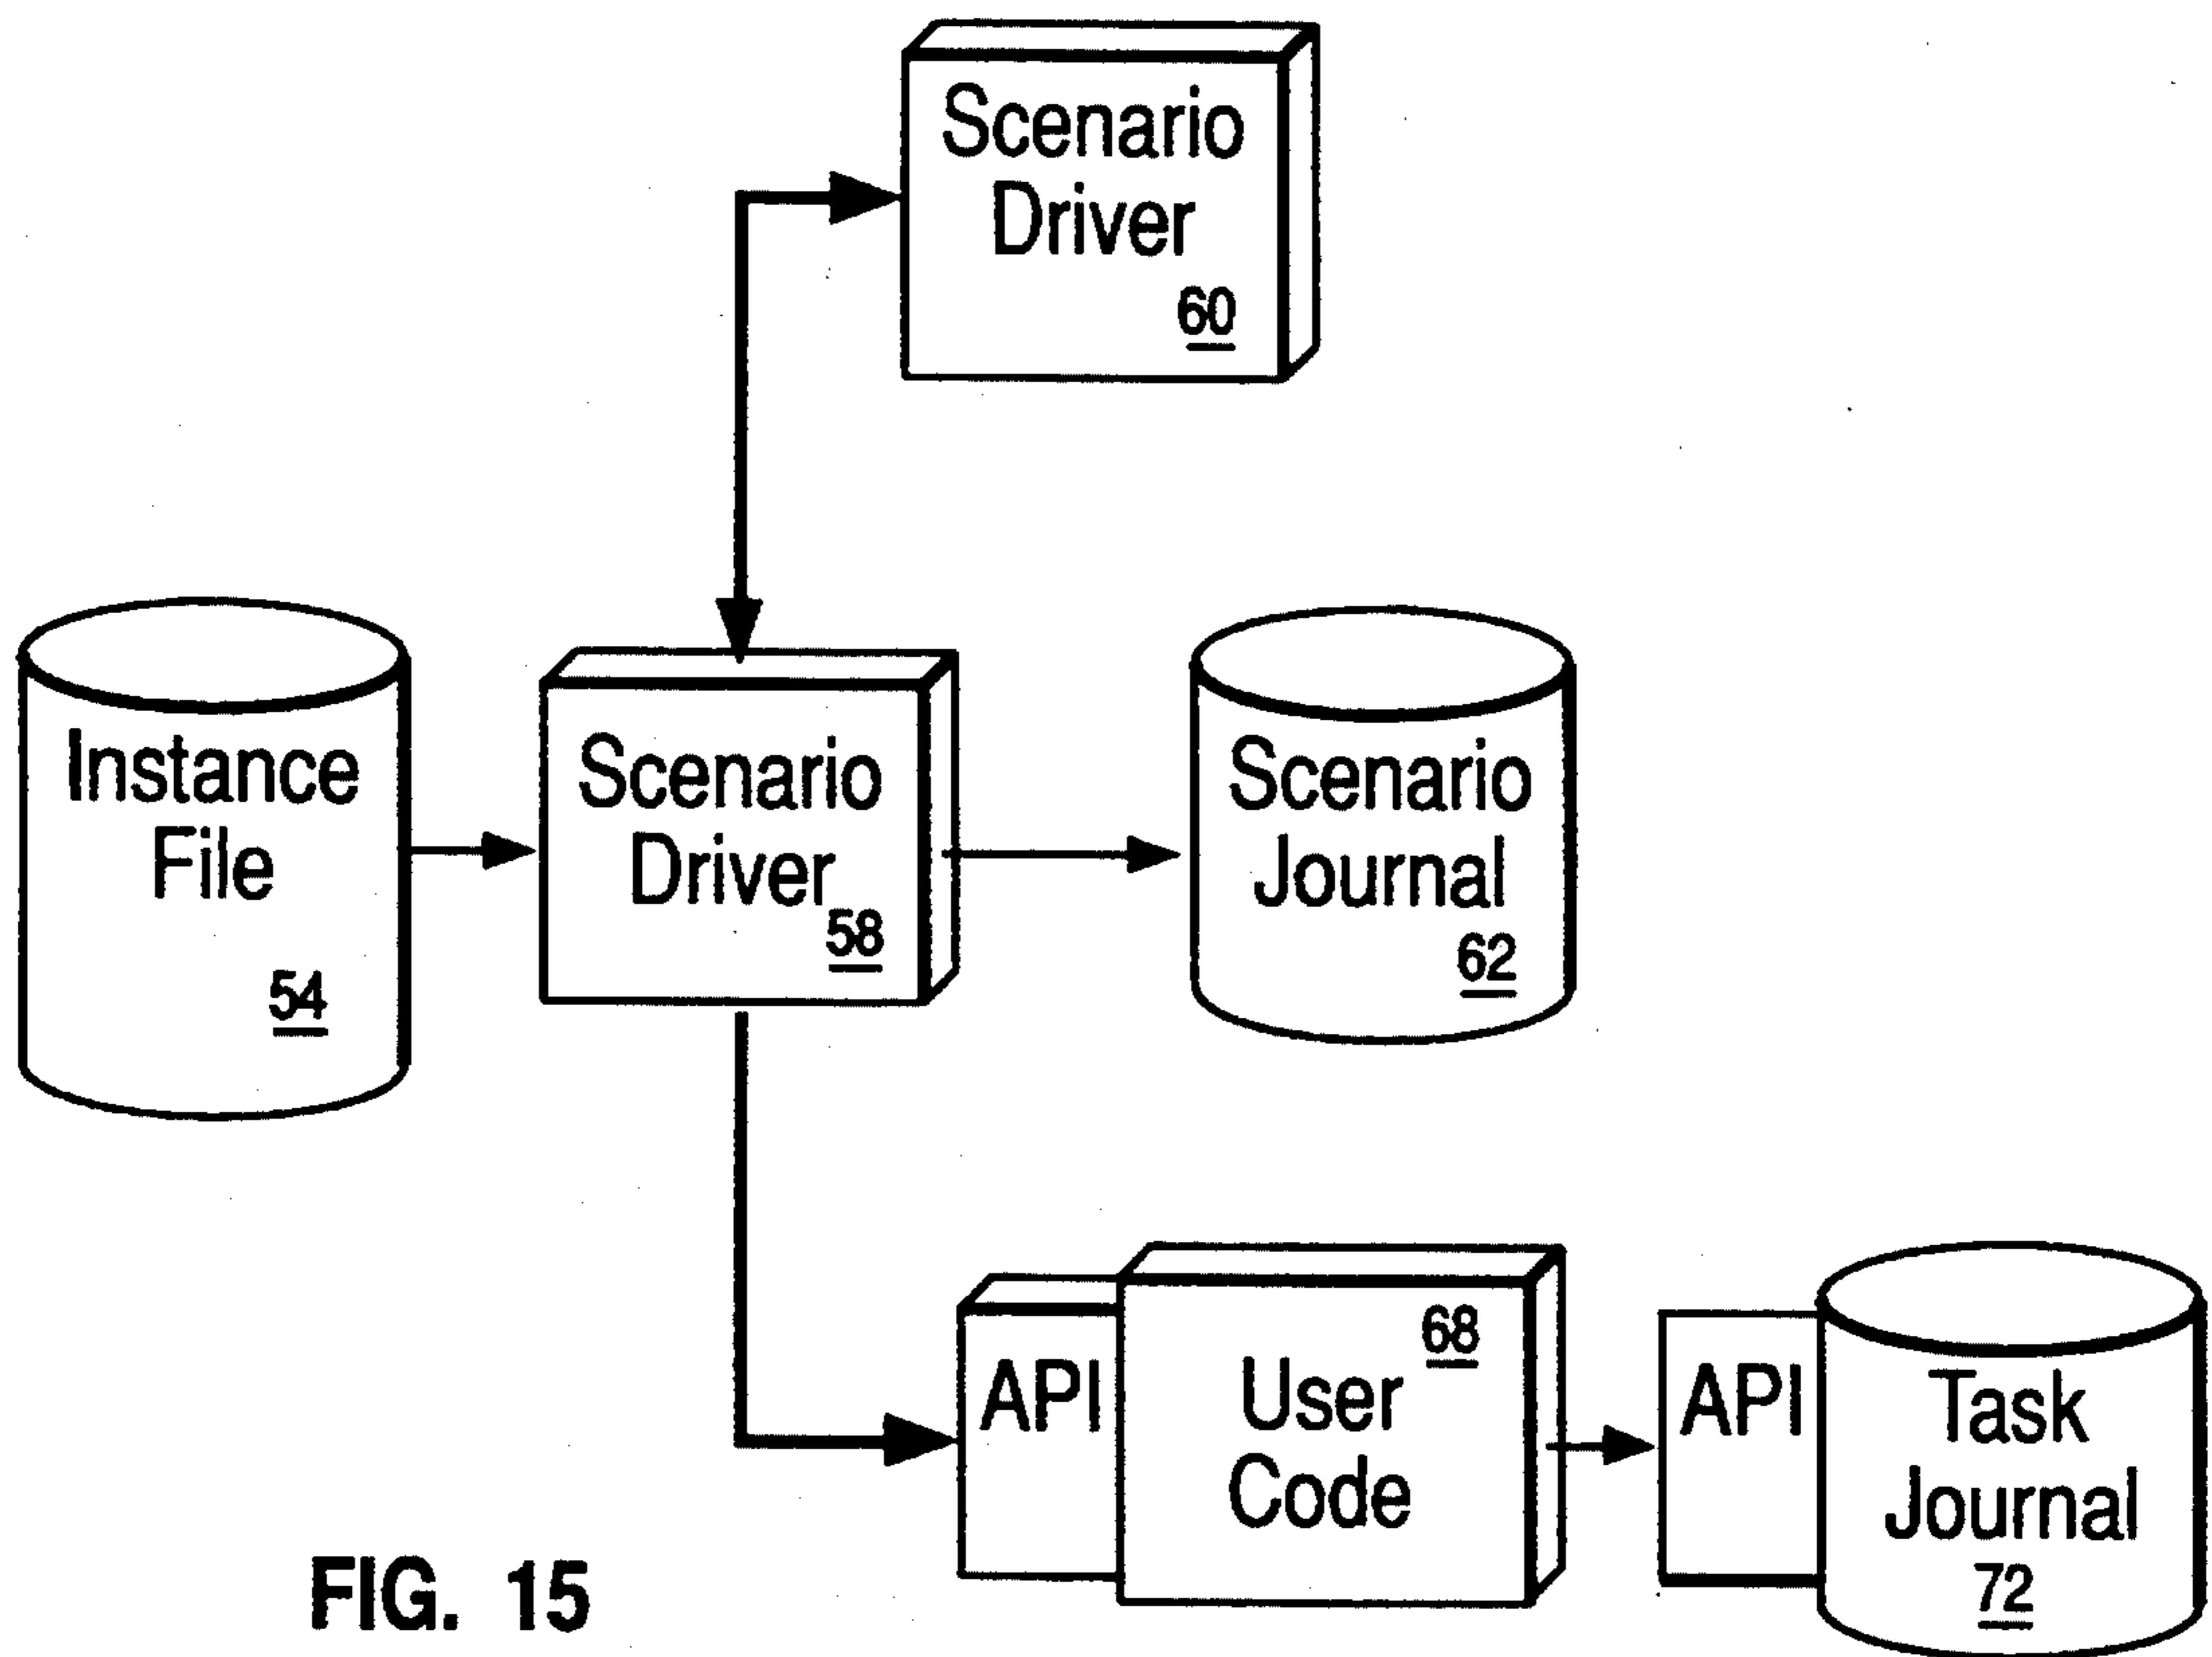 Scenario
Driver
60
Instance
File
54
Scenario
Driver
58
Scenario
Journal
62
API
User
Code
68
API
Task
Journal
72
FIG. 15